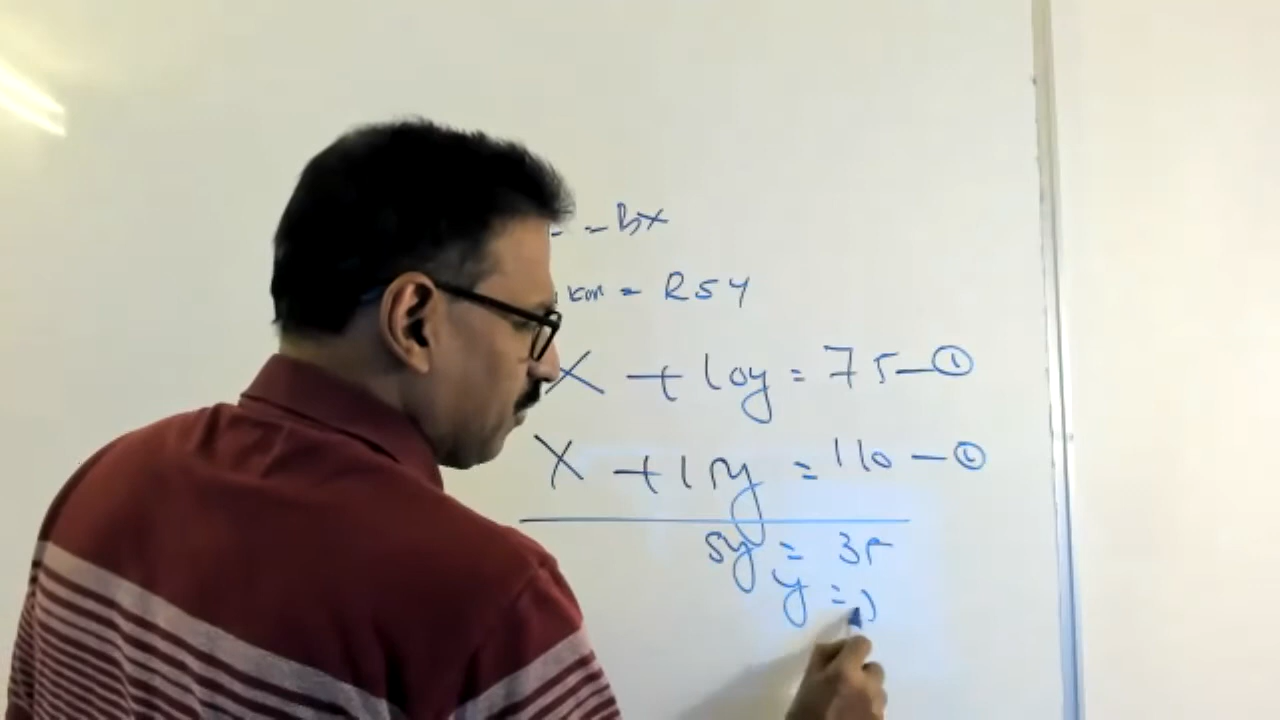 = RSX
km = RSY
X + 10y = 75 — ①
X + 15y = 110 — ②
5y = 35
y =